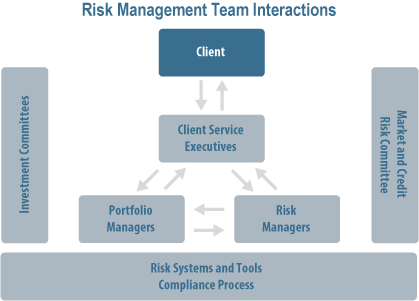 Risk Management Team Interactions
Client
Investment Committees
Market and Credit
Risk Committee
Client Service
Executives
Portfolio
Managers
Risk
Managers
Risk Systems and Tools
Compliance Process